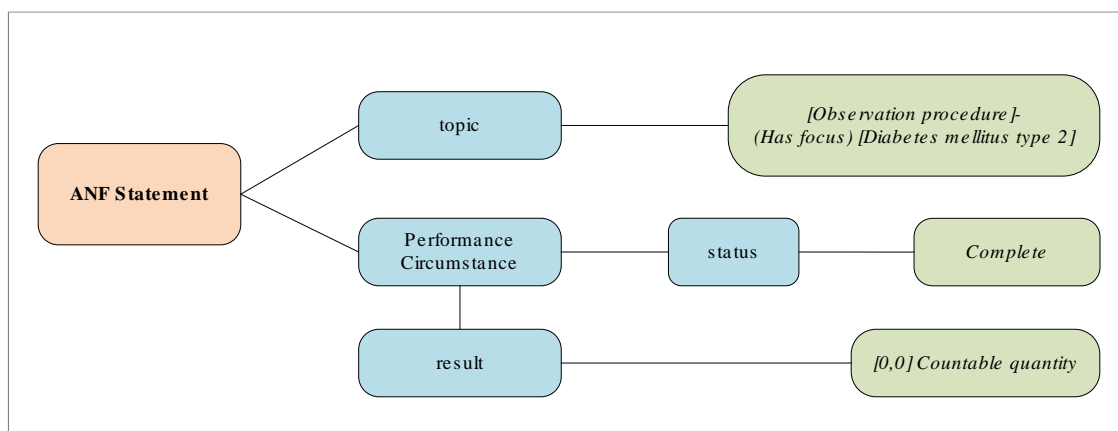 topic
[Observation procedure]-
(Has focus) [Diabetes mellitus type 2]
ANF Statement
Performance
Circumstance
status
Complete
result
[0,0] Countable quantity